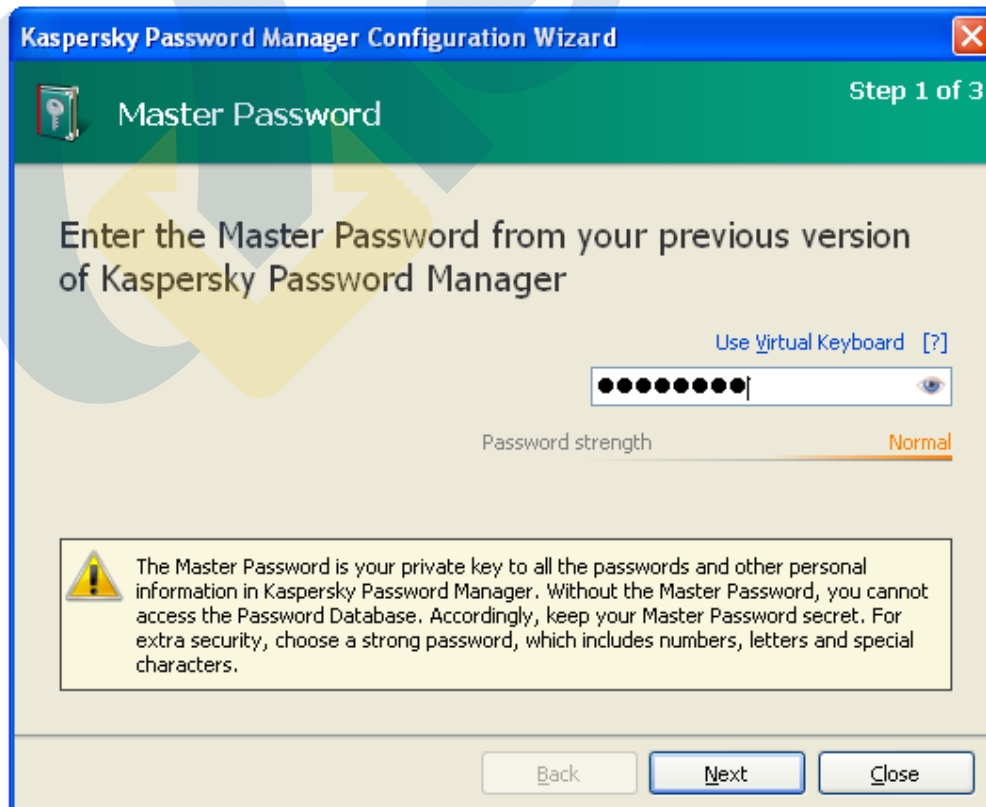 Kaspersky Password Manager Configuration Wizard
Step 1 of 3
Master Password
Enter the Master Password from your previous version
of Kaspersky Password Manager
Use Virtual Keyboard [?]
●●●●●●●●
Password strength Normal
The Master Password is your private key to all the passwords and other personal
information in Kaspersky Password Manager. Without the Master Password, you cannot
access the Password Database. Accordingly, keep your Master Password secret. For
extra security, choose a strong password, which includes numbers, letters and special
characters.
Back Next Close